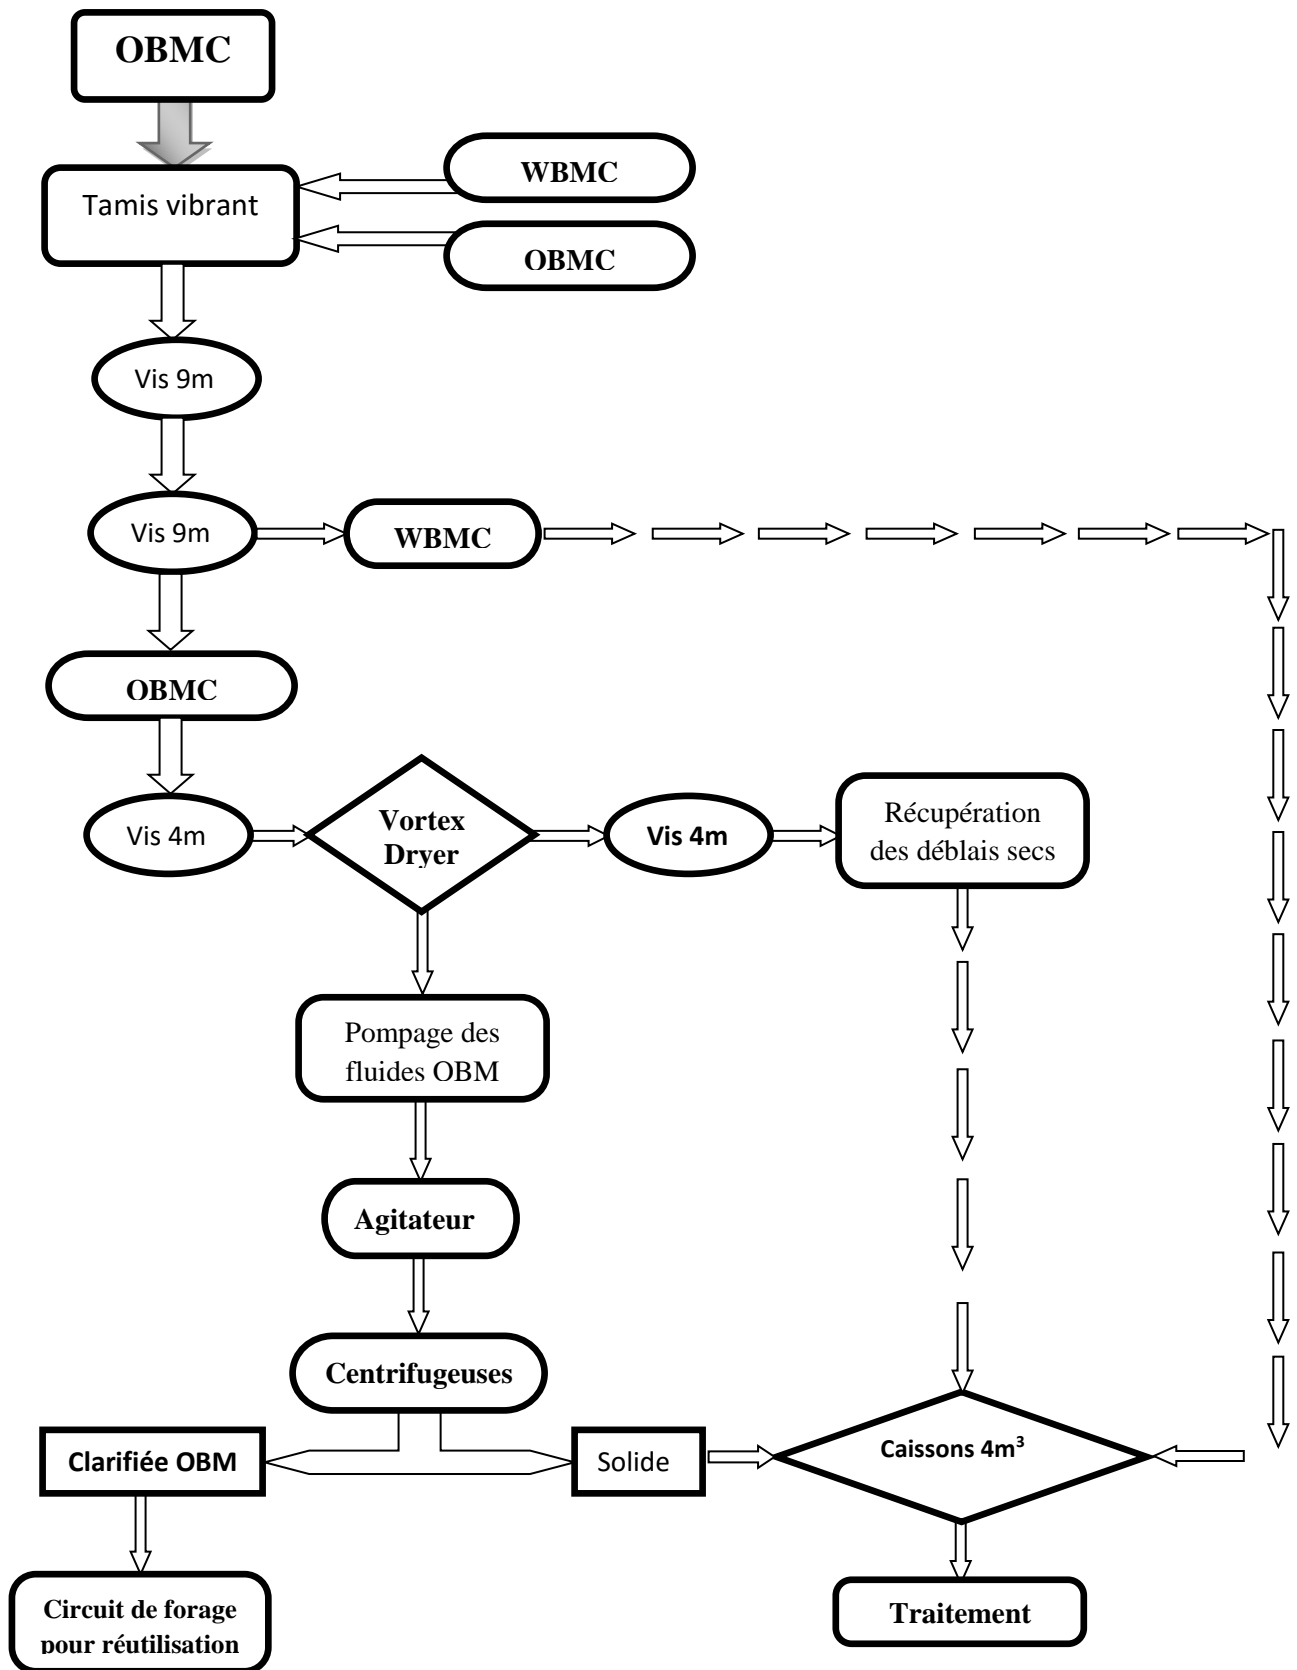 OBMC
WBMC
Tamis vibrant
OBMC
Vis 9m
Vis 9m
WBMC
OBMC
Vis 4m
Vortex
Dryer
Vis 4m
Récupération
des déblais secs
Pompage des
fluides OBM
Agitateur
Centrifugeuses
Clarifiée OBM
Solide
Caissons 4m³
Circuit de forage
pour réutilisation
Traitement